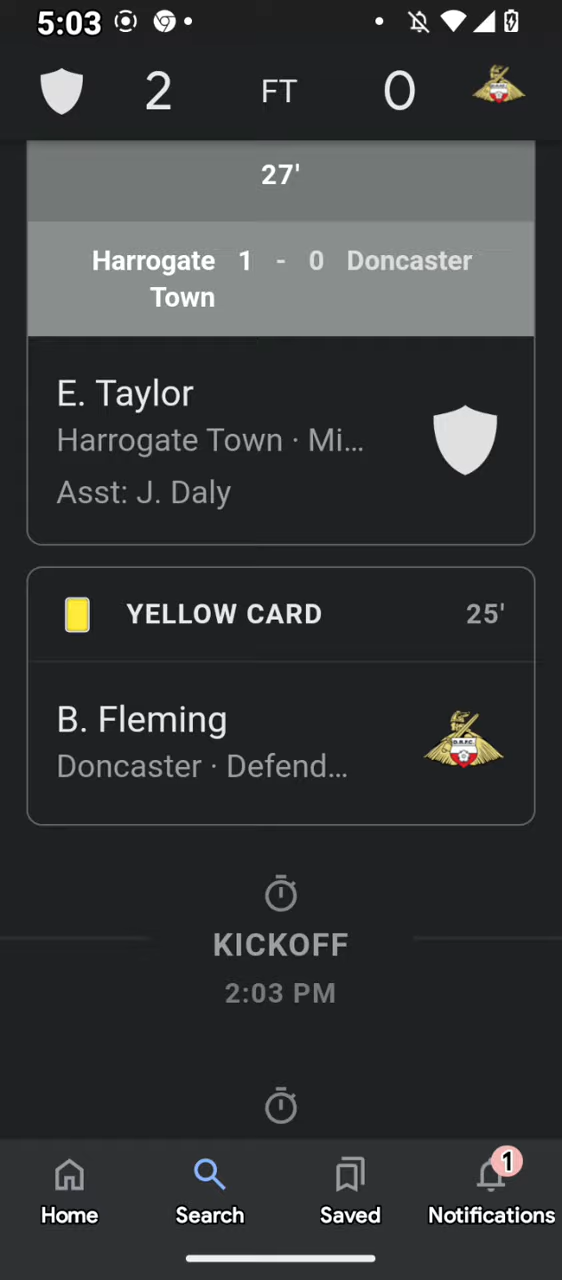 5:03
2 FT 0
27'
Harrogate Town 1 - 0 Doncaster
E. Taylor
Harrogate Town · Mi...
Asst: J. Daly
YELLOW CARD 25'
B. Fleming
Doncaster · Defend...
KICKOFF
2:03 PM
1
Home Search Saved Notifications